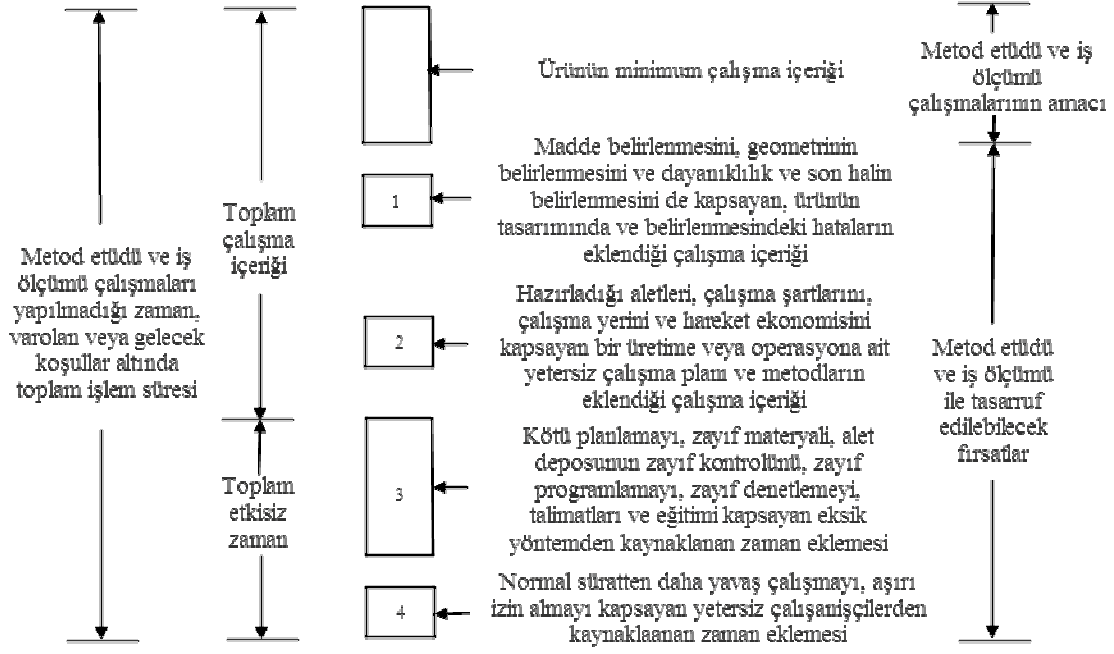 Metod etüdü ve iş
ölçümü çalışmaları
yapılmadığı zaman,
varolan veya gelecek
koşullar altında
toplam işlem süresi
Toplam
çalışma
içeriği
Toplam
etkisiz
zaman
Ürünün minimum çalışma içeriği
1
Madde belirlenmesini, geometrinin
belirlenmesini ve dayanıklılık ve son halin
belirlenmesini de kapsayan, ürünün
tasarımında ve belirlenmesindeki hataların
eklendiği çalışma içeriği
2
Hazırladığı aletleri, çalışma şartlarını,
çalışma yerini ve hareket ekonomisini
kapsayan bir üretime veya operasyona ait
yetersiz çalışma planı ve metodların
eklendiği çalışma içeriği
3
Kötü planlamayı, zayıf materyali, alet
deposunun zayıf kontrolünü, zayıf
programlamayı, zayıf denetlemeyi,
talimatları ve eğitimi kapsayan eksik
yöntemden kaynaklanan zaman eklemesi
4
Normal süratten daha yavaş çalışmayı, aşırı
izin almayı kapsayan yetersiz çalışanişçilerden
kaynaklaanan zaman eklemesi
Metod etüdü ve iş
ölçümü
çalışmalarının amacı
Metod etüdü
ve iş ölçümü
ile tasarruf
edilebilecek
fırsatlar